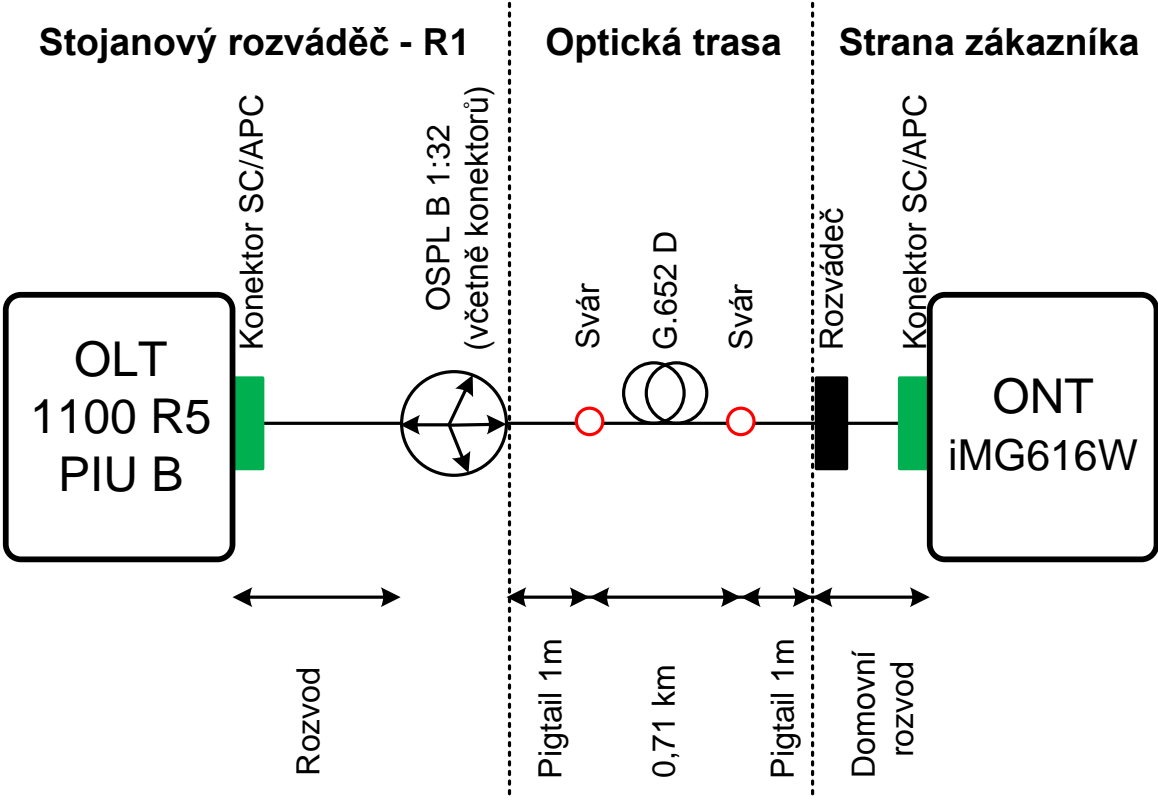 Stojanový rozváděč - R1
Optická trasa
Strana zákazníka
Konektor SC/APC
OSPL B 1:32
(včetně konektorů)
Svár
G.652 D
Svár
Rozvádeč
Konektor SC/APC
OLT
1100 R5
PIU B
ONT
iMG616W
Rozvod
Pigtail 1m
0,71 km
Pigtail 1m
Domovní
rozvod